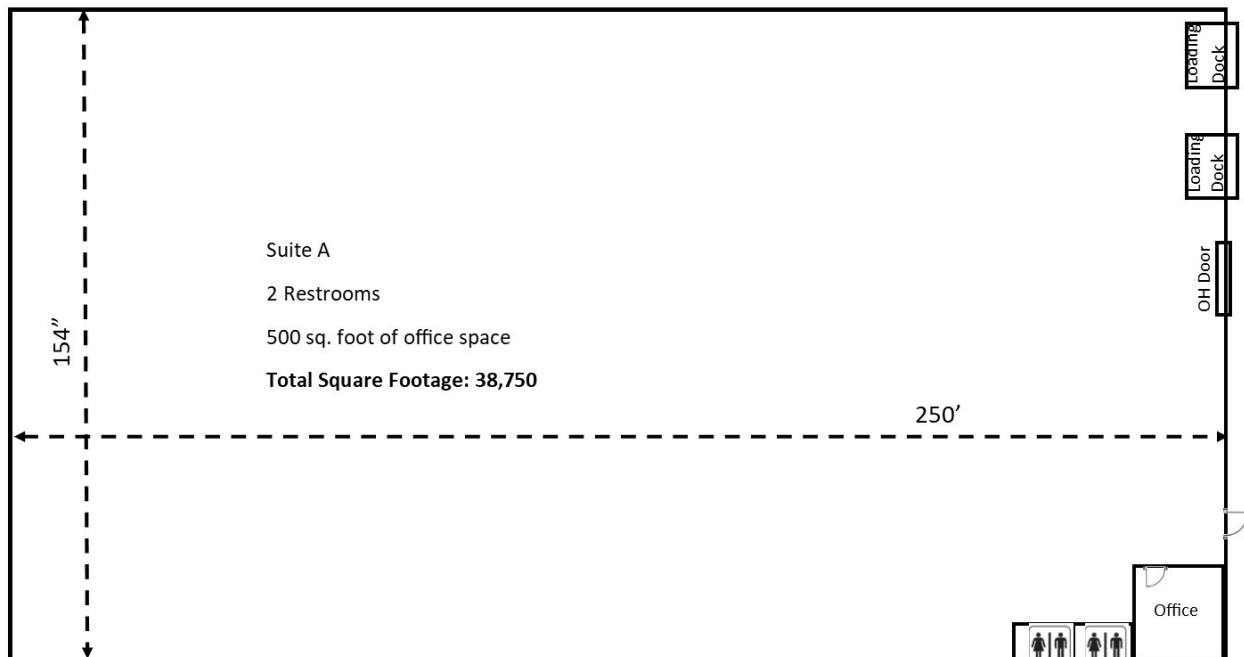 Loading
Dock
Loading
Dock
OH Door
Suite A
2 Restrooms
500 sq. foot of office space
Total Square Footage: 38,750
154”
250’
Office